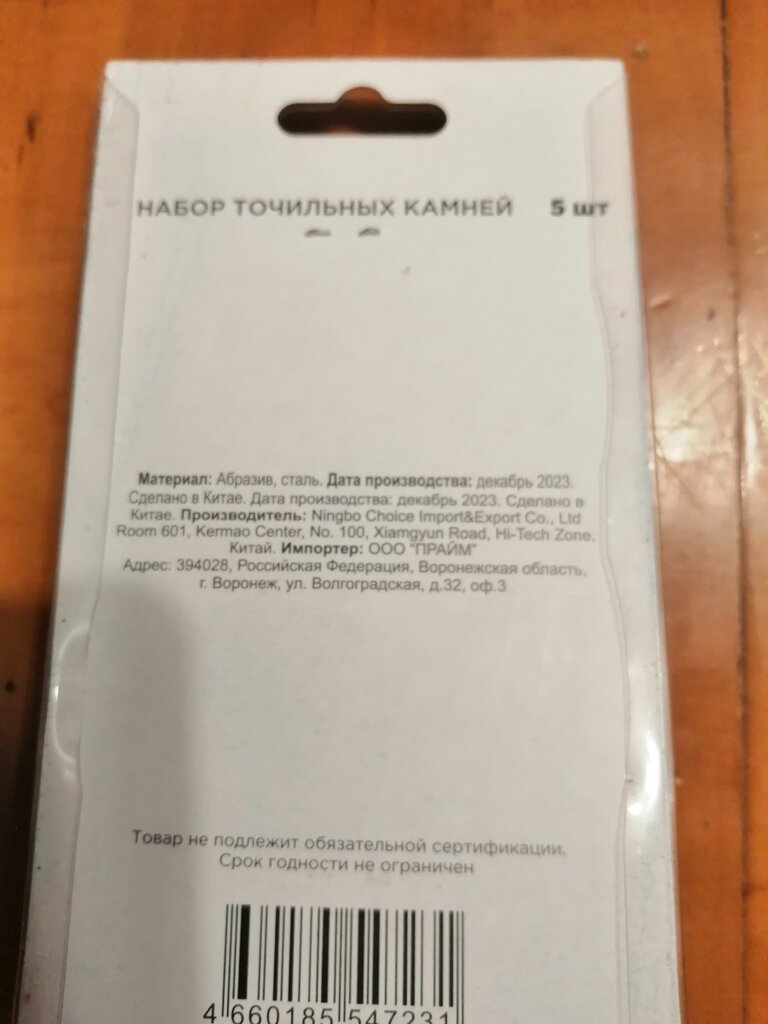 НАБОР ТОЧИЛЬНЫХ КАМНЕЙ 5 шт
Материал: Абразив, сталь. Дата производства: декабрь 2023.
Сделано в Китае. Дата производства: декабрь 2023. Сделано в
Китае. Производитель: Ningbo Choice Import&Export Co., Ltd
Room 601, Kermao Center, No. 100, Xiamgyun Road, Hi-Tech Zone,
Китай. Импортер: ООО "ПРАЙМ"
Адрес: 394028, Российская Федерация, Воронежская область,
г. Воронеж, ул. Волгоградская, д.32, оф.3
Товар не подлежит обязательной сертификации.
Срок годности не ограничен
4 660185 547231